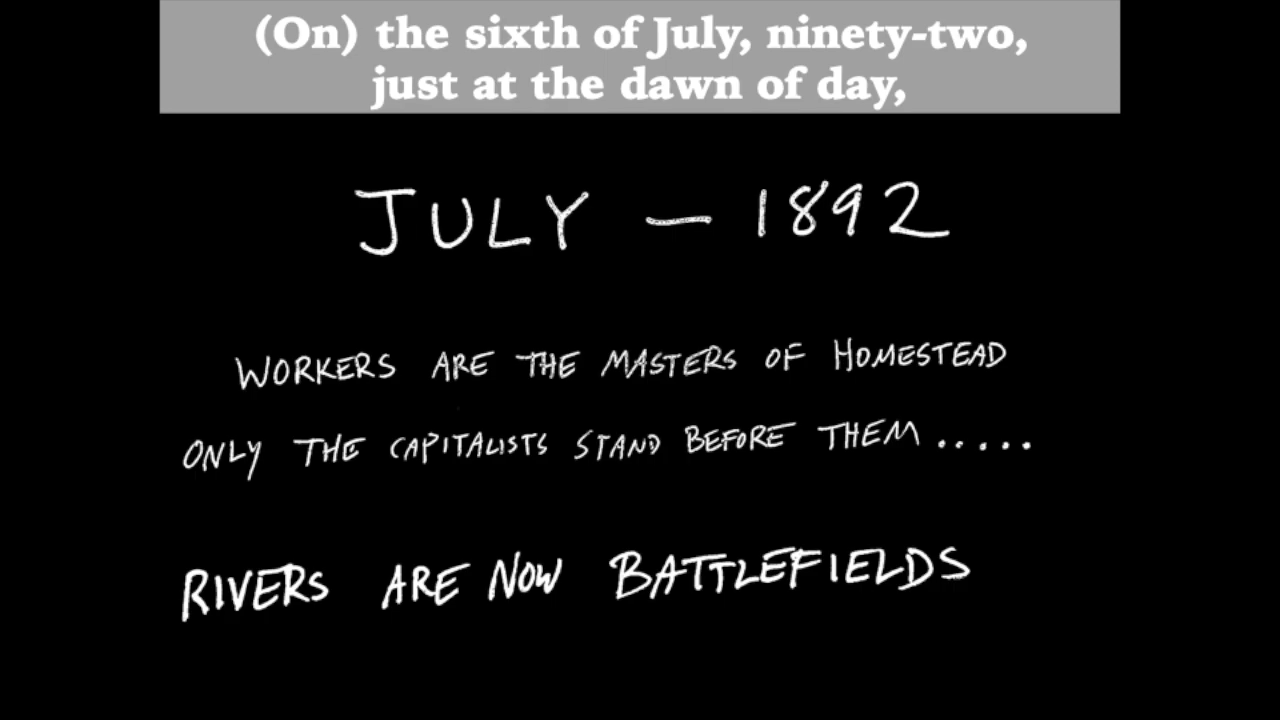 (On) the sixth of July, ninety-two,
just at the dawn of day,
JULY — 1892
WORKERS ARE THE MASTERS OF HOMESTEAD
ONLY THE CAPITALISTS STAND BEFORE THEM.....
RIVERS ARE NOW BATTLEFIELDS